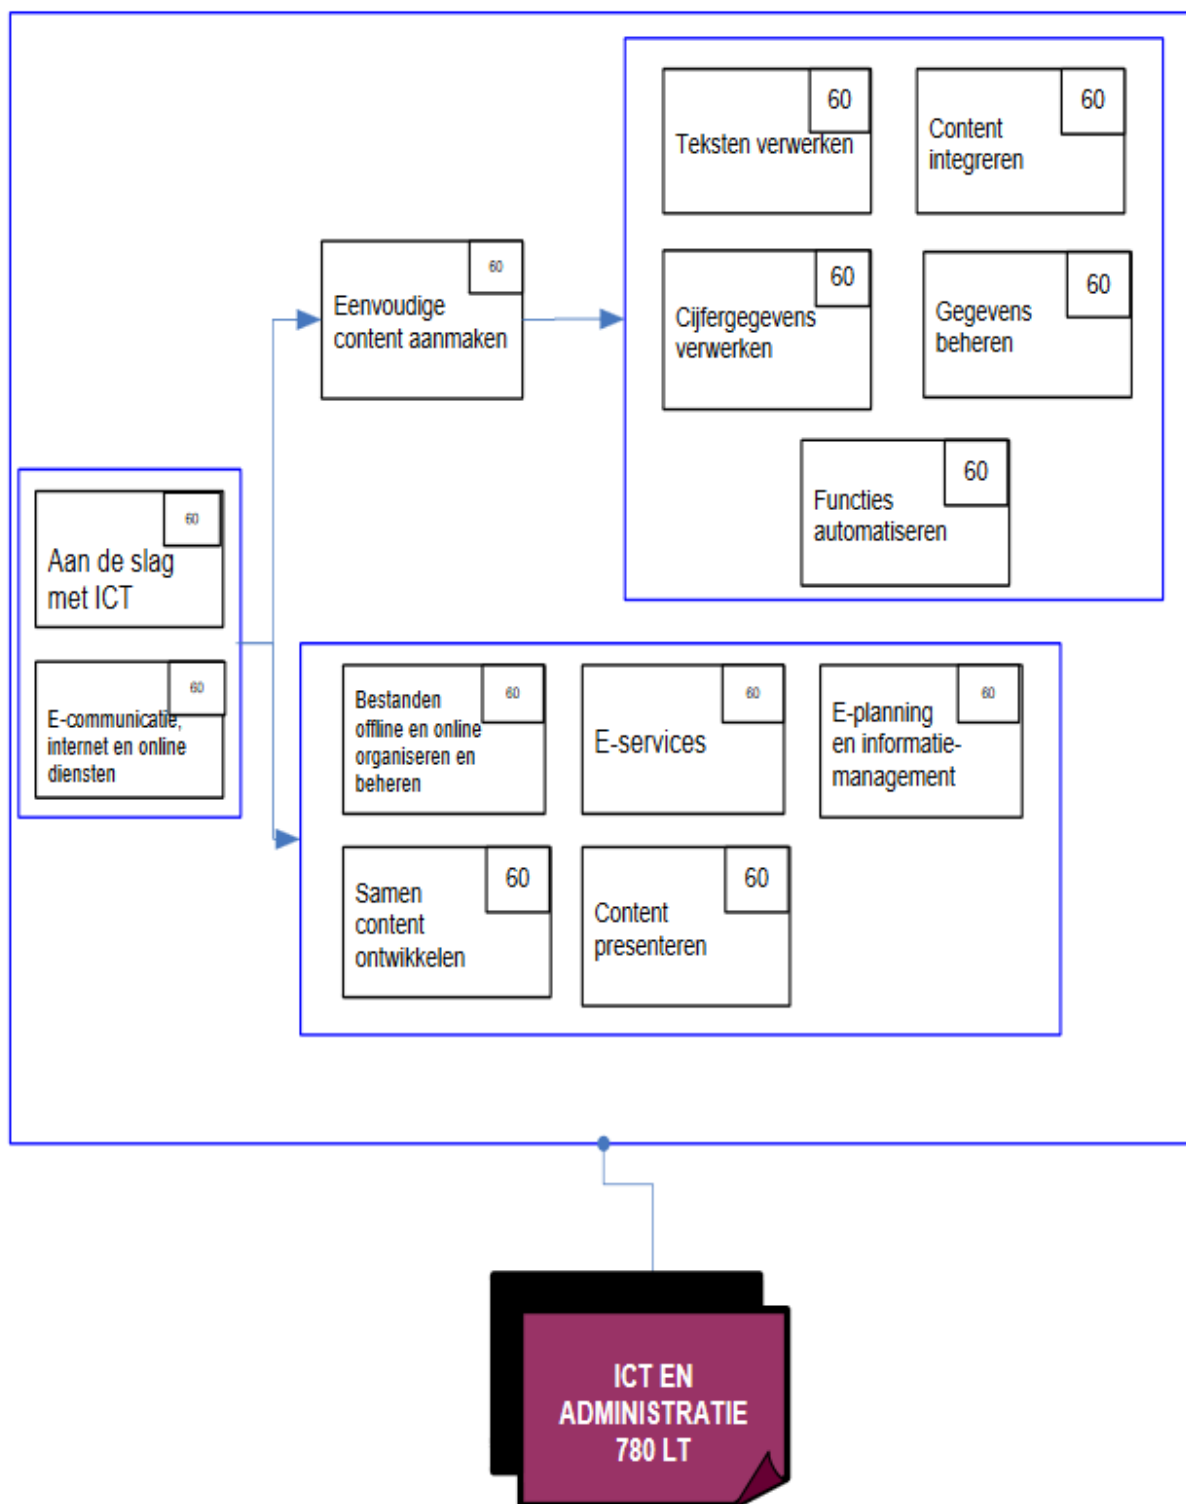 60
Teksten verwerken
60
Content
integreren
60
Eenvoudige
content aanmaken
60
Cijfergegevens
verwerken
60
Gegevens
beheren
60
Functies
automatiseren
60
Aan de slag
met ICT
60
E-communicatie,
internet en online
diensten
60
Bestanden
offline en online
organiseren en
beheren
60
E-services
60
E-planning
en informatie-
management
60
Samen
content
ontwikkelen
60
Content
presenteren
ICT EN
ADMINISTRATIE
780 LT